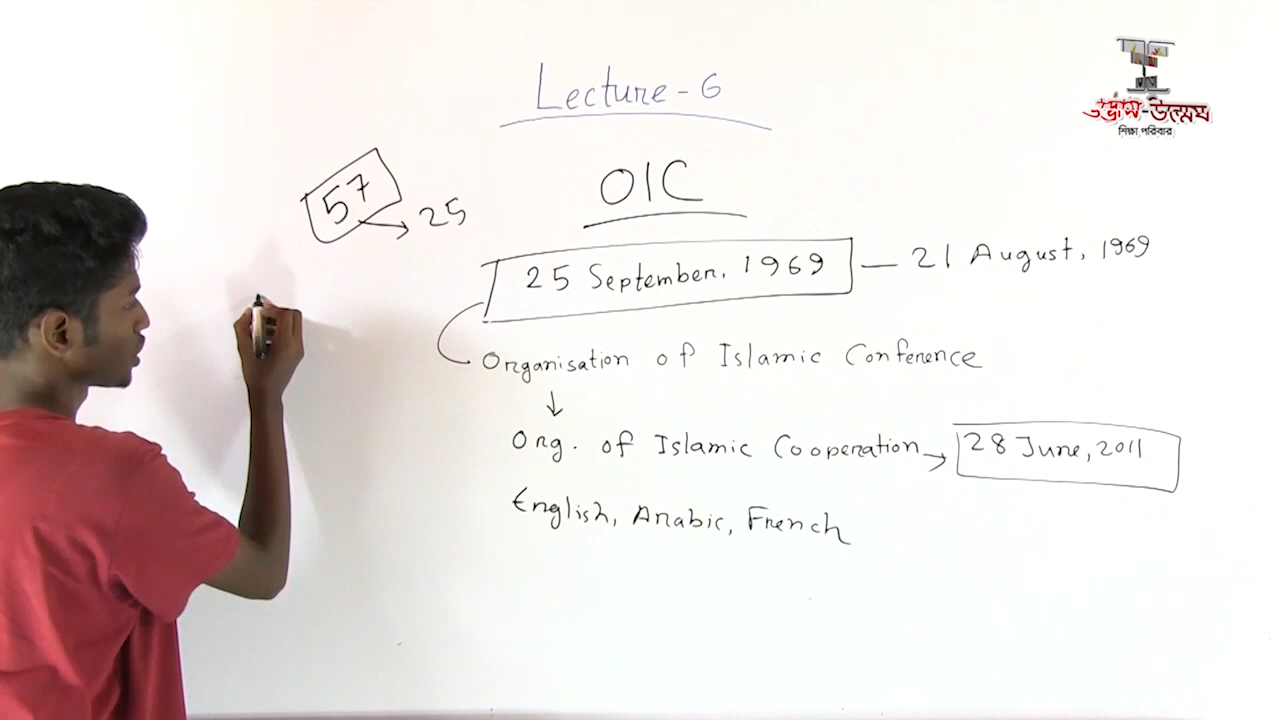 Lecture - 6
উদ্ভাস-উন্মেষ
শিক্ষা পরিবার
OIC
57 → 25
25 September, 1969 — 21 August, 1969
Organisation of Islamic Conference
↓
Org. of Islamic Cooperation → 28 June, 2011
English, Arabic, French